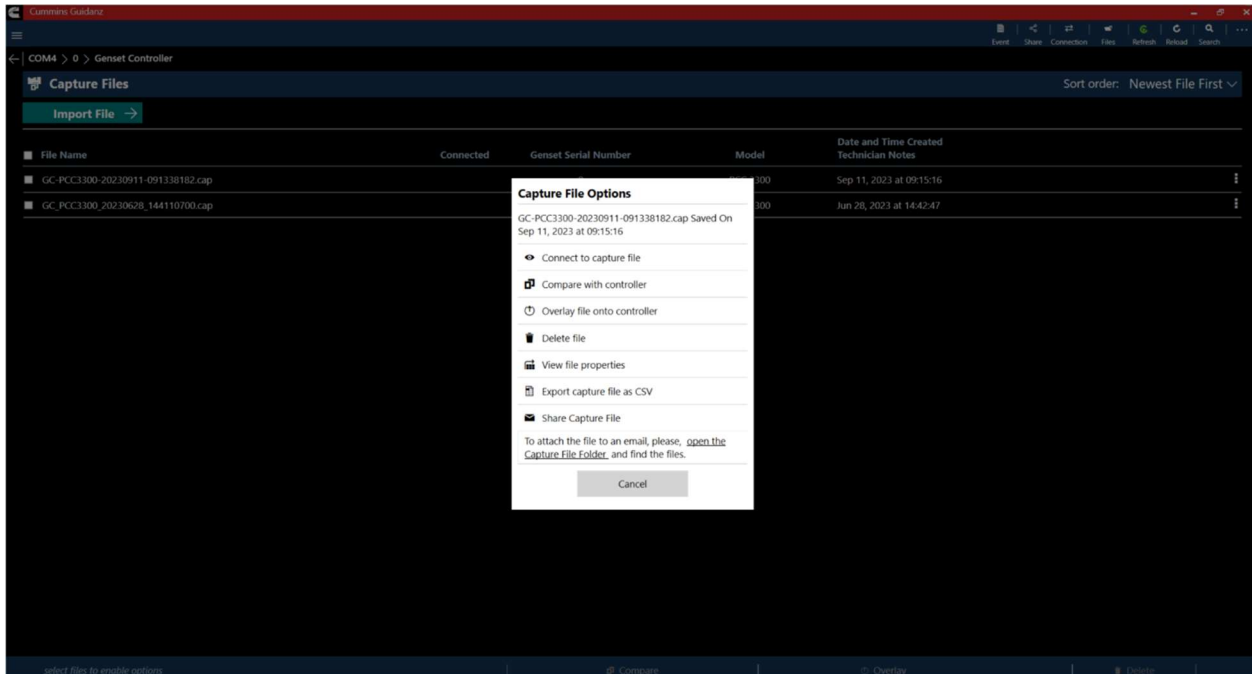 Cummins Guidanz
Event Share Connection Files Refresh Reload Search
COM4 > 0 > Genset Controller
Capture Files
Sort order: Newest File First
Import File →
Date and Time Created
File Name Connected Genset Serial Number Model Technician Notes
GC-PCC3300-20230911-091338182.cap 300 Sep 11, 2023 at 09:15:16
GC_PCC3300_20230628_144110700.cap 300 Jun 28, 2023 at 14:42:47
Capture File Options
GC-PCC3300-20230911-091338182.cap Saved On
Sep 11, 2023 at 09:15:16
Connect to capture file
Compare with controller
Overlay file onto controller
Delete file
View file properties
Export capture file as CSV
Share Capture File
To attach the file to an email, please, open the
Capture File Folder and find the files.
Cancel
select files to enable options Compare Overlay Delete